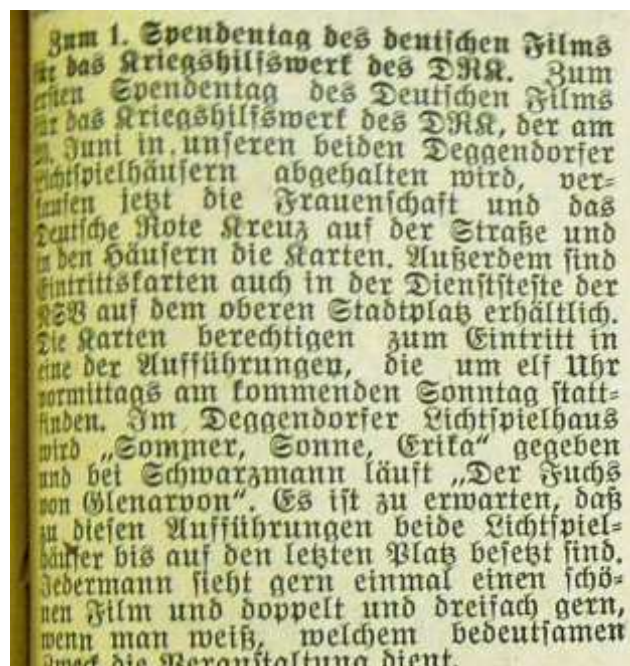 Zum 1. Spendentag des deutschen Films
für das Kriegshilfswerk des DRK. Zum
ersten Spendentag des Deutschen Films
für das Kriegshilfswerk des DRK, der am
Juni in unseren beiden Deggendorfer
Lichtspielhäusern abgehalten wird, ver-
kaufen jetzt die Frauenschaft und das
Deutsche Rote Kreuz auf der Straße und
in den Häusern die Karten. Außerdem sind
Eintrittskarten auch in der Dienststelle der
NSV auf dem oberen Stadtplatz erhältlich.
Die Karten berechtigen zum Eintritt in
eine der Aufführungen, die um elf Uhr
vormittags am kommenden Sonntag statt-
finden. Im Deggendorfer Lichtspielhaus
wird „Sommer, Sonne, Erika“ gegeben
und bei Schwarzmann läuft „Der Fuchs
von Glenarvon“. Es ist zu erwarten, daß
zu diesen Aufführungen beide Lichtspiel-
häuser bis auf den letzten Platz besetzt sind.
Jedermann sieht gern einmal einen schö-
nen Film und doppelt und dreifach gern,
wenn man weiß, welchem bedeutsamen
Zweck die Veranstaltung dient.